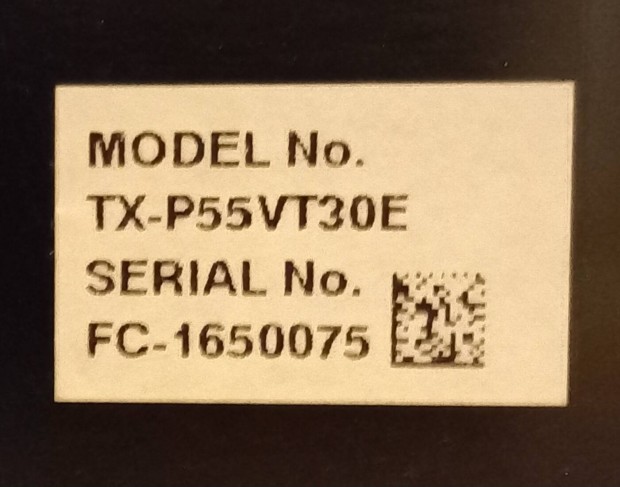 MODEL No.
TX-P55VT30E
SERIAL No.
FC-1650075